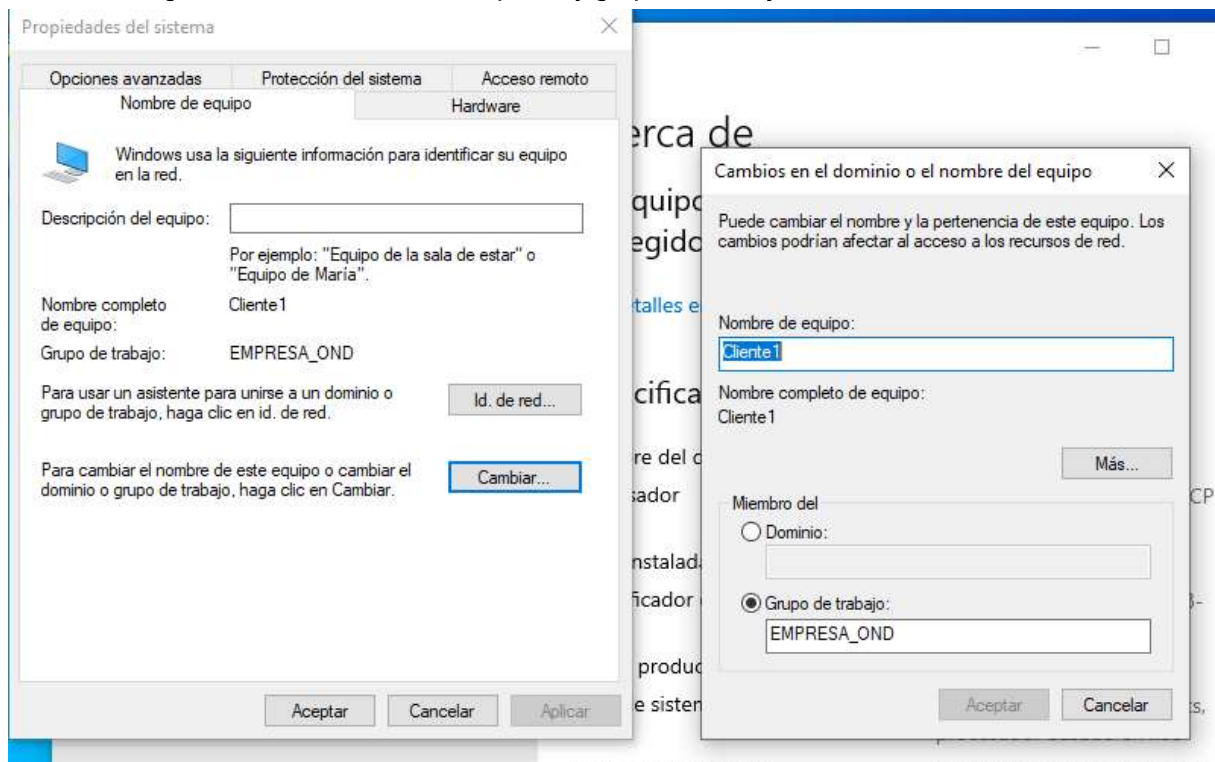 Propiedades del sistema
Opciones avanzadas
Protección del sistema
Acceso remoto
Nombre de equipo
Hardware
Windows usa la siguiente información para identificar su equipo
en la red.
Descripción del equipo:
Por ejemplo: "Equipo de la sala de estar" o
"Equipo de María".
Nombre completo
de equipo:
Cliente1
Grupo de trabajo:
EMPRESA_OND
Para usar un asistente para unirse a un dominio o
grupo de trabajo, haga clic en id. de red.
Id. de red...
Para cambiar el nombre de este equipo o cambiar el
dominio o grupo de trabajo, haga clic en Cambiar.
Cambiar...
Aceptar
Cancelar
Aplicar
erca de
quipo
egido
talles e
cifica
re del d
sador
nstalada
ficador
produc
e sistem
CP
Cambios en el dominio o el nombre del equipo
Puede cambiar el nombre y la pertenencia de este equipo. Los
cambios podrían afectar al acceso a los recursos de red.
Nombre de equipo:
Cliente1
Nombre completo de equipo:
Cliente1
Más...
Miembro del
Dominio:
Grupo de trabajo:
EMPRESA_OND
Aceptar
Cancelar